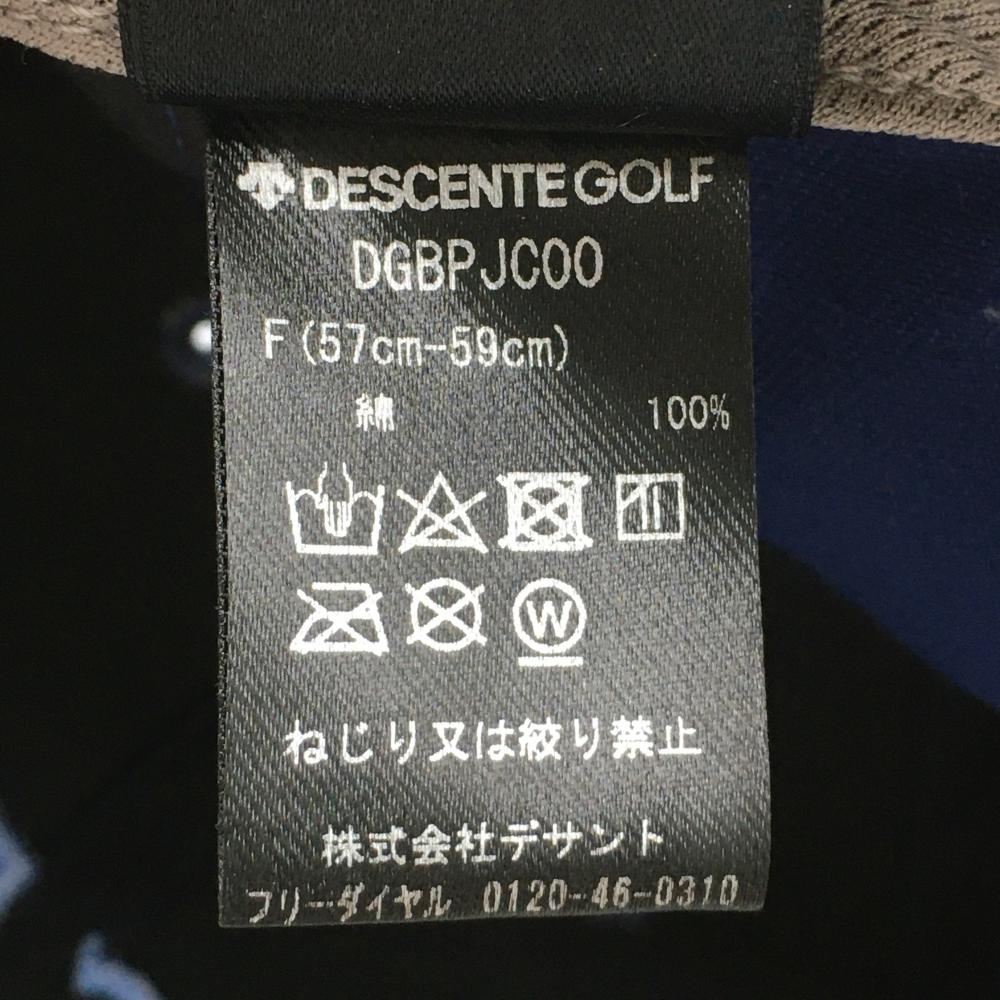 DESCENTE GOLF
DGBPJC00
F(57cm-59cm)
綿 100%
W
ねじり又は絞り禁止
株式会社デサント
フリーダイヤル 0120-46-0310